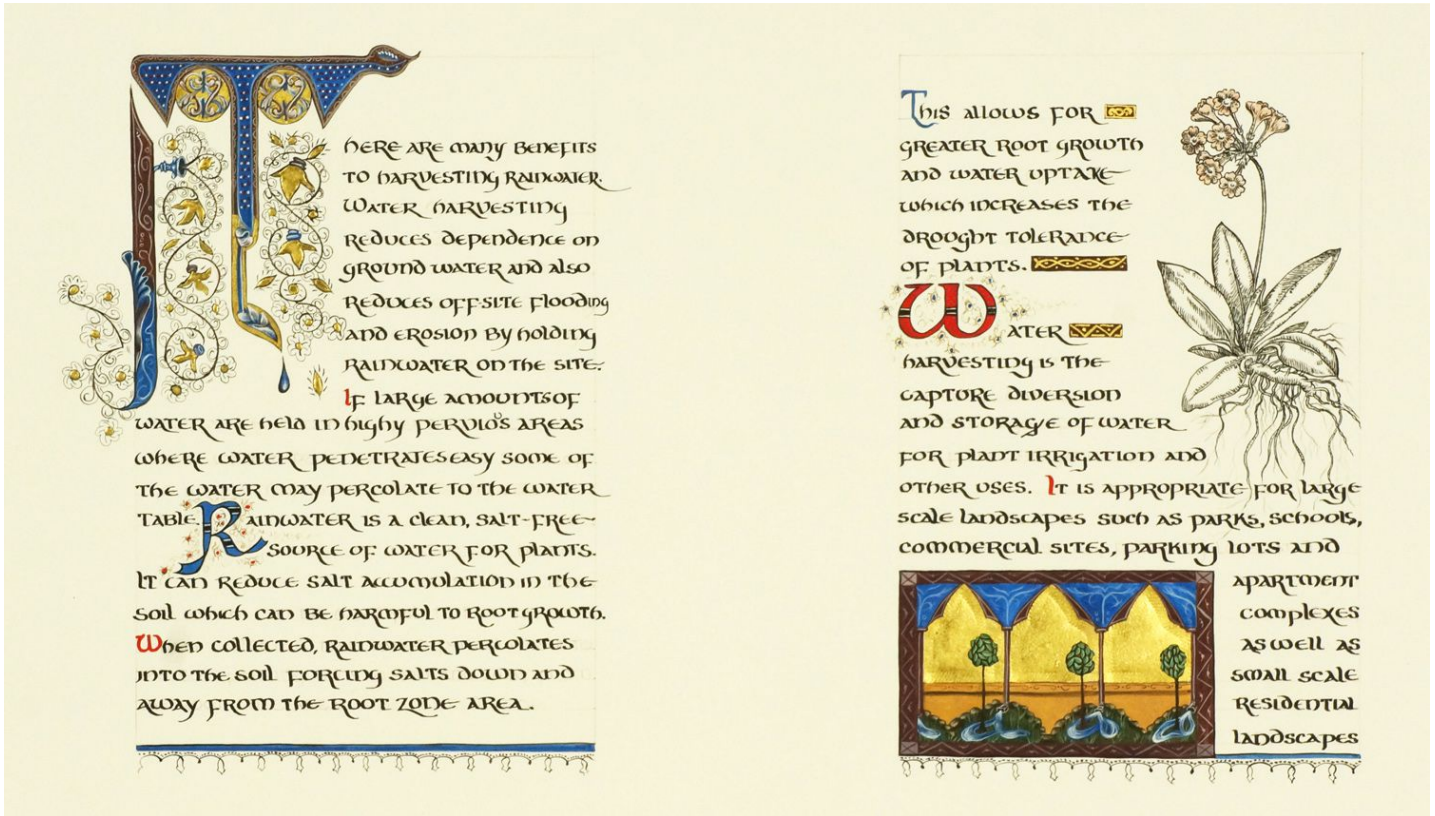 There are many benefits
to harvesting rainwater.
Water harvesting
reduces dependence on
ground water and also
reduces off-site flooding
and erosion by holding
rainwater on the site.
If large amounts of
water are held in highy pervious areas
where water penetrates easy some of
the water may percolate to the water
table. Rainwater is a clean, salt-free
source of water for plants.
It can reduce salt accumulation in the
soil which can be harmful to root growth.
When collected, rainwater percolates
into the soil forcing salts down and
away from the root zone area.
This allows for
greater root growth
and water uptake
which increases the
drought tolerance
of plants.
Water
harvesting is the
capture diversion
and storage of water
for plant irrigation and
other uses. It is appropriate for large
scale landscapes such as parks, schools,
commercial sites, parking lots and
apartment
complexes
as well as
small scale
residential
landscapes